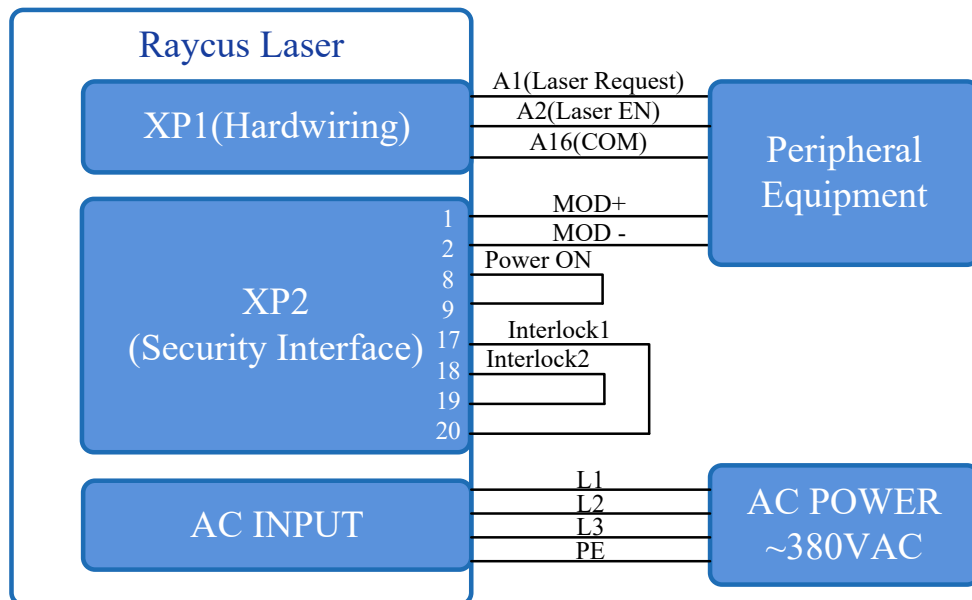 Raycus Laser
XP1(Hardwiring)
A1(Laser Request)
A2(Laser EN)
A16(COM)
Peripheral
Equipment
XP2
(Security Interface)
1
2
8
9
17
18
19
20
MOD+
MOD -
Power ON
Interlock1
Interlock2
AC INPUT
L1
L2
L3
PE
AC POWER
~380VAC